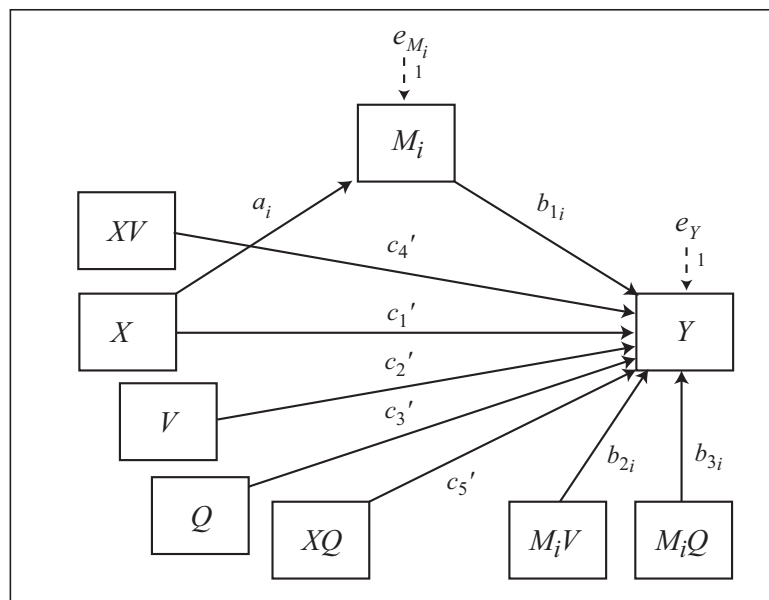 e_{M_i}
1
M_i
a_i
b_{1i}
XV
e_Y
1
c_4′
X
c_1′
Y
c_2′
V
c_3′
b_{2i}
b_{3i}
c_5′
Q
XQ
M_iV
M_iQ